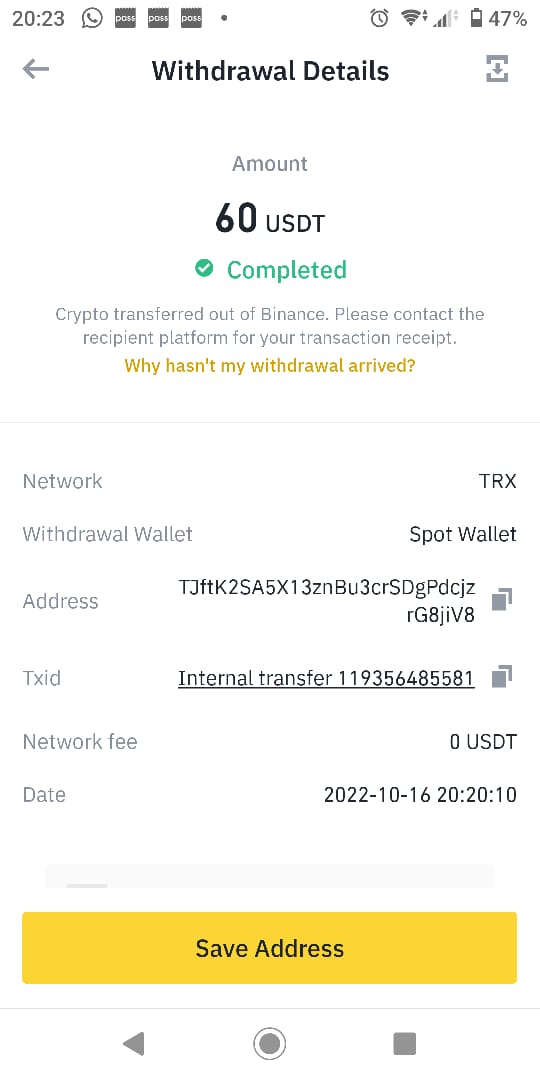 20:23 pass pass pass 47%
Withdrawal Details
Amount
60 USDT
Completed
Crypto transferred out of Binance. Please contact the
recipient platform for your transaction receipt.
Why hasn't my withdrawal arrived?
Network TRX
Withdrawal Wallet Spot Wallet
Address TJftK2SA5X13znBu3crSDgPdcjz
rG8jiV8
Txid Internal transfer 119356485581
Network fee 0 USDT
Date 2022-10-16 20:20:10
Save Address